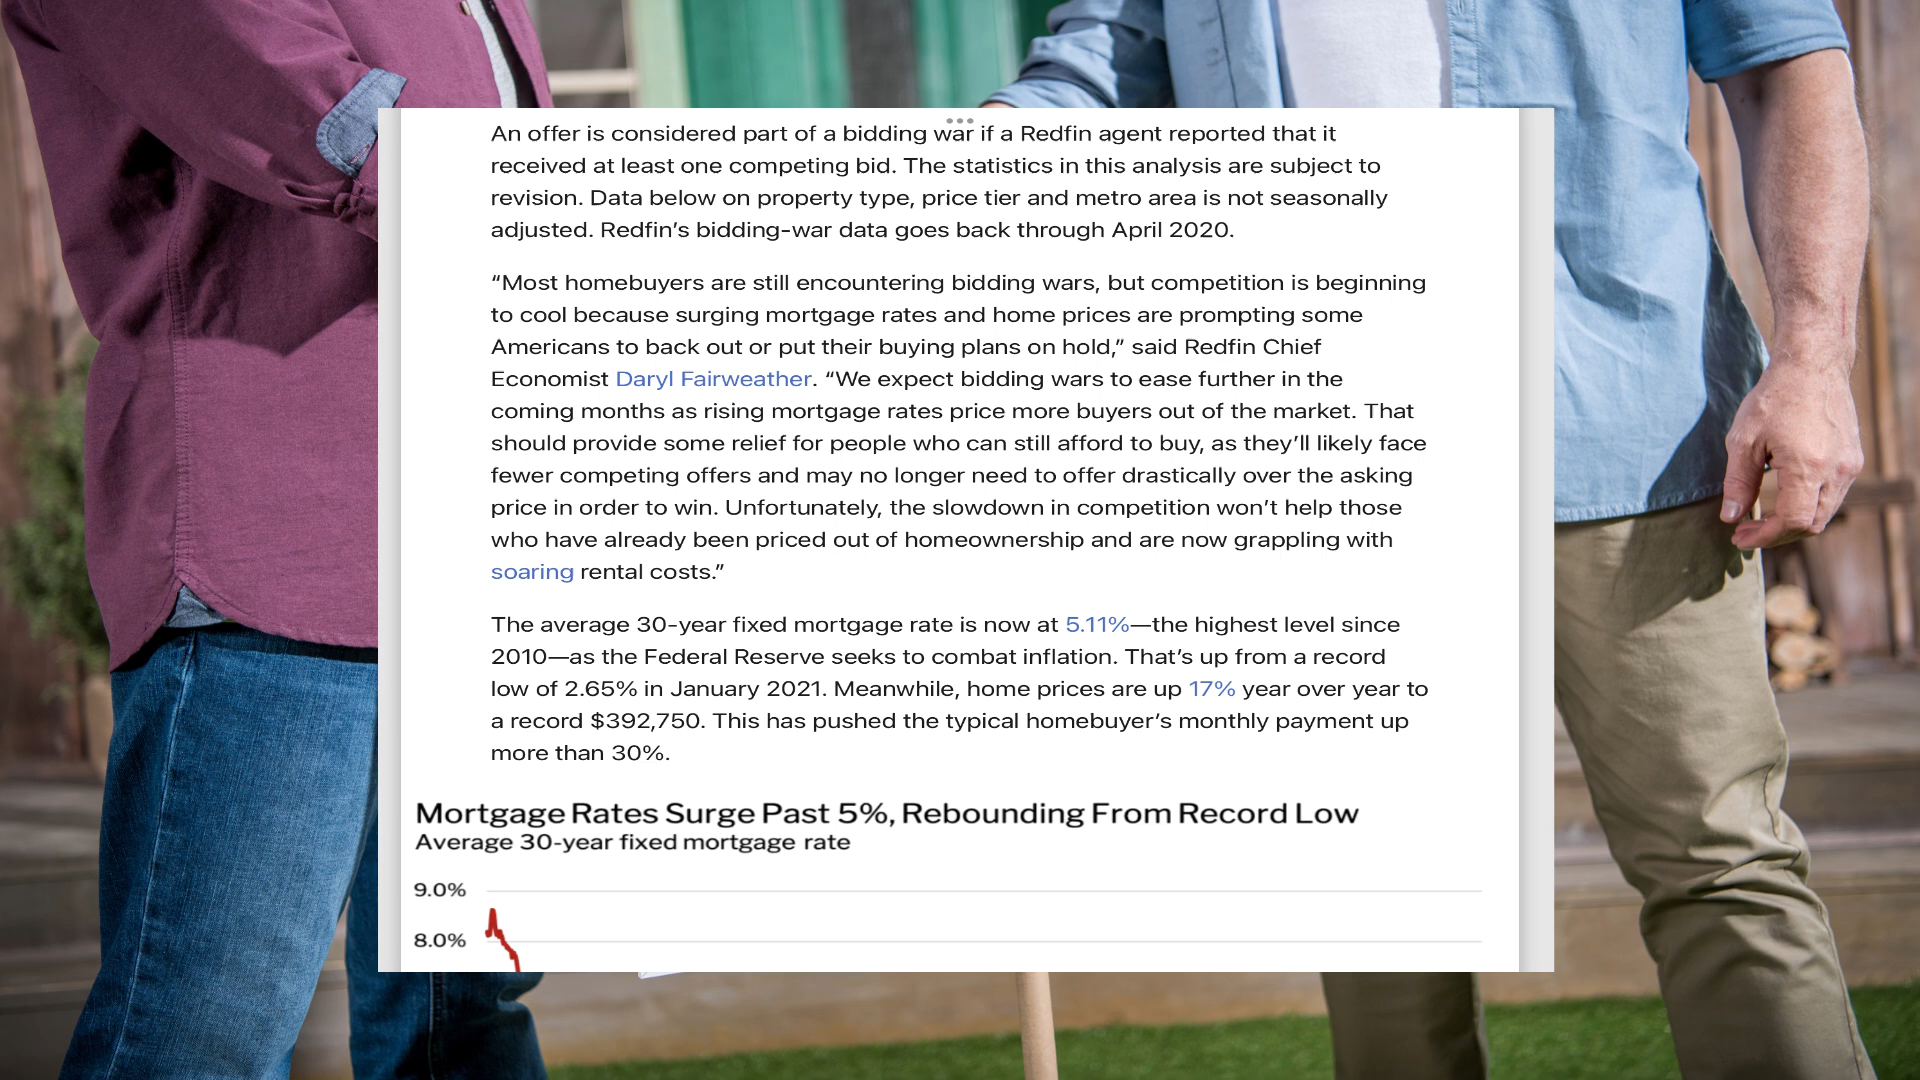 An offer is considered part of a bidding war if a Redfin agent reported that it
received at least one competing bid. The statistics in this analysis are subject to
revision. Data below on property type, price tier and metro area is not seasonally
adjusted. Redfin’s bidding-war data goes back through April 2020.
“Most homebuyers are still encountering bidding wars, but competition is beginning
to cool because surging mortgage rates and home prices are prompting some
Americans to back out or put their buying plans on hold,” said Redfin Chief
Economist Daryl Fairweather. “We expect bidding wars to ease further in the
coming months as rising mortgage rates price more buyers out of the market. That
should provide some relief for people who can still afford to buy, as they’ll likely face
fewer competing offers and may no longer need to offer drastically over the asking
price in order to win. Unfortunately, the slowdown in competition won’t help those
who have already been priced out of homeownership and are now grappling with
soaring rental costs.”
The average 30-year fixed mortgage rate is now at 5.11%—the highest level since
2010—as the Federal Reserve seeks to combat inflation. That’s up from a record
low of 2.65% in January 2021. Meanwhile, home prices are up 17% year over year to
a record $392,750. This has pushed the typical homebuyer’s monthly payment up
more than 30%.
Mortgage Rates Surge Past 5%, Rebounding From Record Low
Average 30-year fixed mortgage rate
9.0%
8.0%